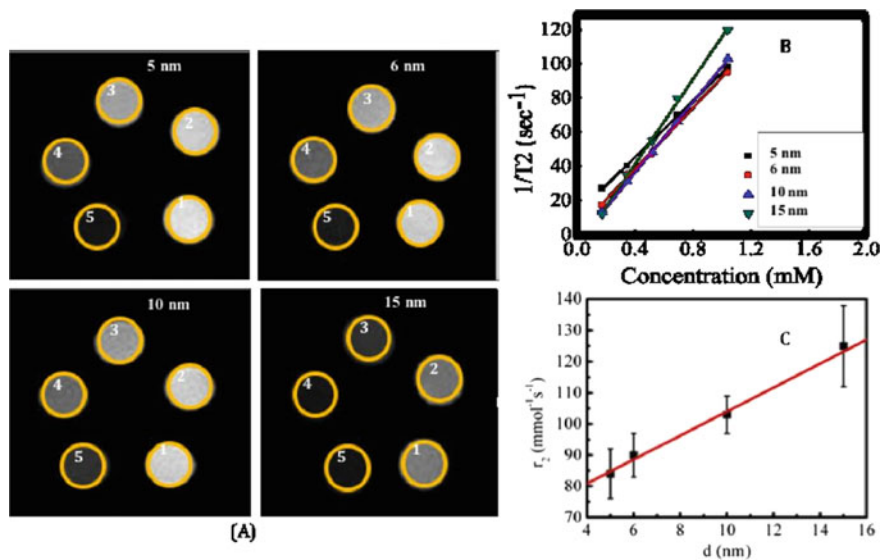 5 nm
3
2
4
1
5
6 nm
3
2
4
1
5
10 nm
3
2
4
1
5
15 nm
3
2
4
1
5
(A)
B
120
100
80
60
40
20
0
1/T2 (sec⁻¹)
5 nm
6 nm
10 nm
15 nm
0.0 0.4 0.8 1.2 1.6 2.0
Concentration (mM)
C
140
130
120
110
100
90
80
70
r₂ (mmol⁻¹s⁻¹)
4 6 8 10 12 14 16
d (nm)